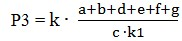 P3 = k · a+b+d+e+f+g / c·k1